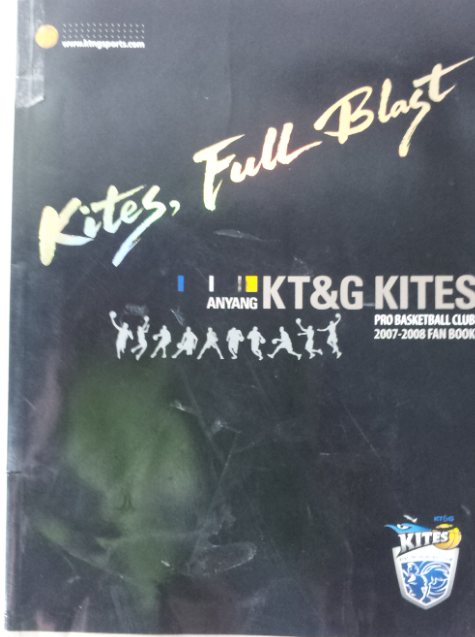 www.ktngsports.com
Kites, Full Blast
ANYANG KT&G KITES
PRO BASKETBALL CLUB
2007-2008 FAN BOOK
KT&G
KITES